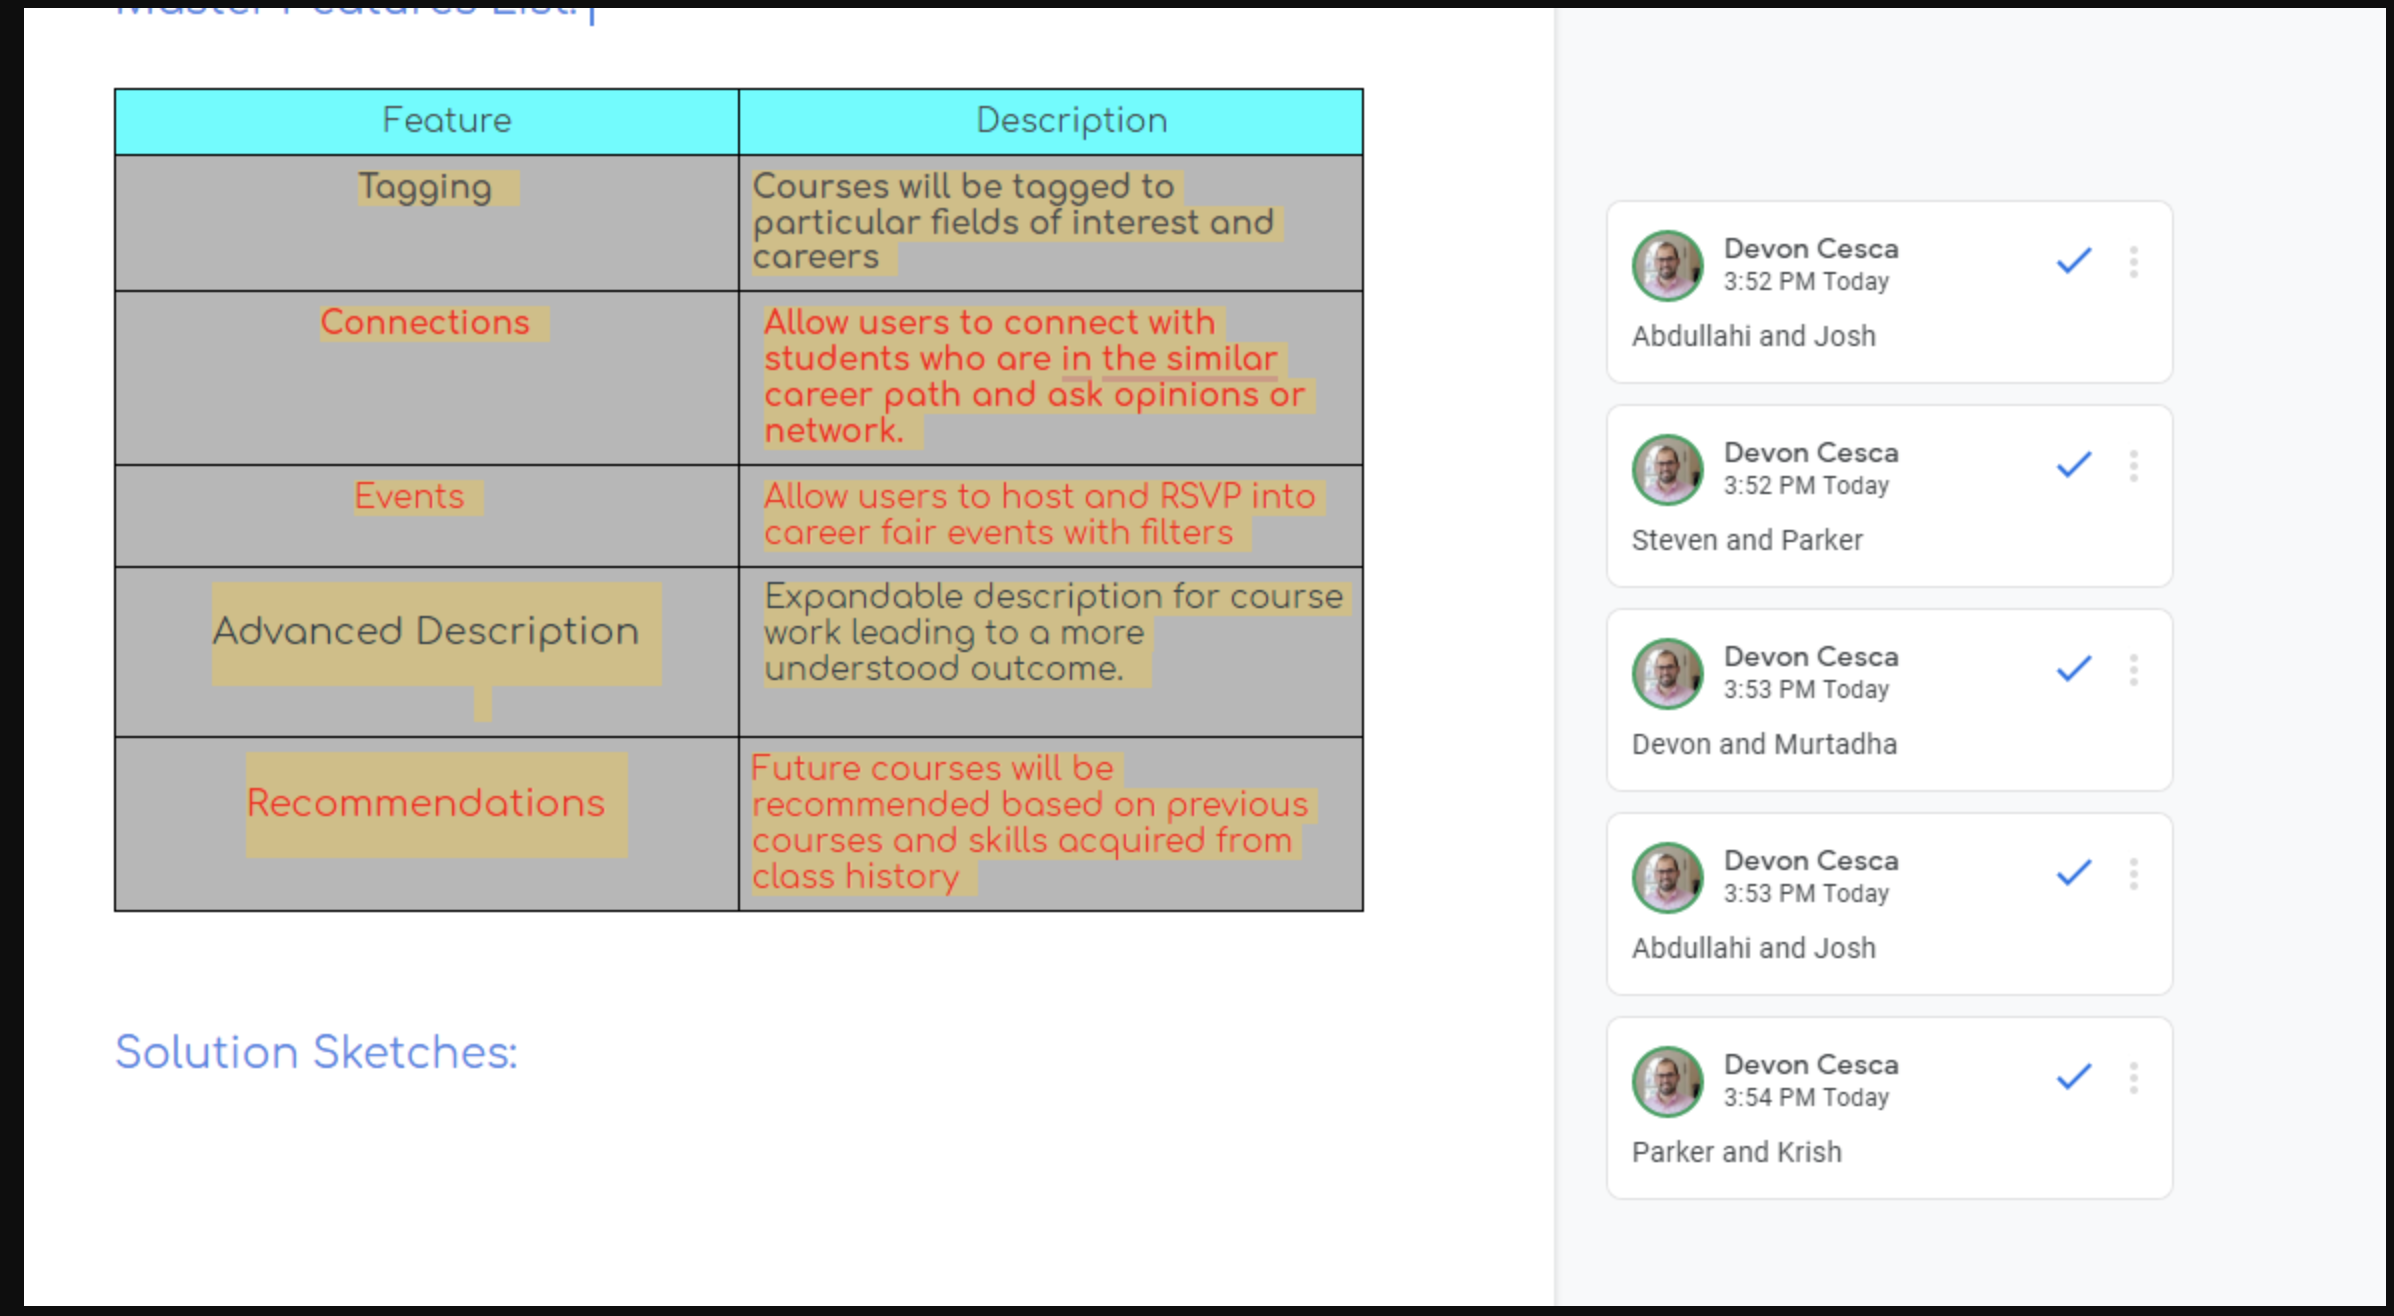 Master Features List:
Feature
Description
Tagging
Courses will be tagged to
particular fields of interest and
careers
Connections
Allow users to connect with
students who are in the similar
career path and ask opinions or
network.
Events
Allow users to host and RSVP into
career fair events with filters
Advanced Description
Expandable description for course
work leading to a more
understood outcome.
Recommendations
Future courses will be
recommended based on previous
courses and skills acquired from
class history
Solution Sketches:
Devon Cesca
3:52 PM Today
Abdullahi and Josh
Devon Cesca
3:52 PM Today
Steven and Parker
Devon Cesca
3:53 PM Today
Devon and Murtadha
Devon Cesca
3:53 PM Today
Abdullahi and Josh
Devon Cesca
3:54 PM Today
Parker and Krish